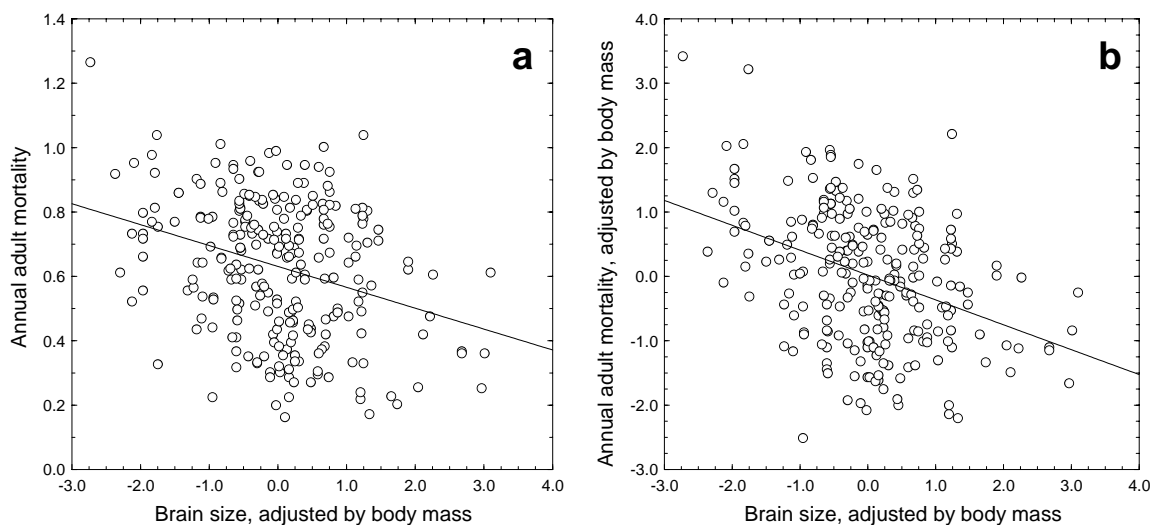 a
1.4
1.2
1.0
0.8
0.6
0.4
0.2
0.0
Annual adult mortality
-3.0 -2.0 -1.0 0.0 1.0 2.0 3.0 4.0
Brain size, adjusted by body mass
b
4.0
3.0
2.0
1.0
0.0
-1.0
-2.0
-3.0
Annual adult mortality, adjusted by body mass
-3.0 -2.0 -1.0 0.0 1.0 2.0 3.0 4.0
Brain size, adjusted by body mass